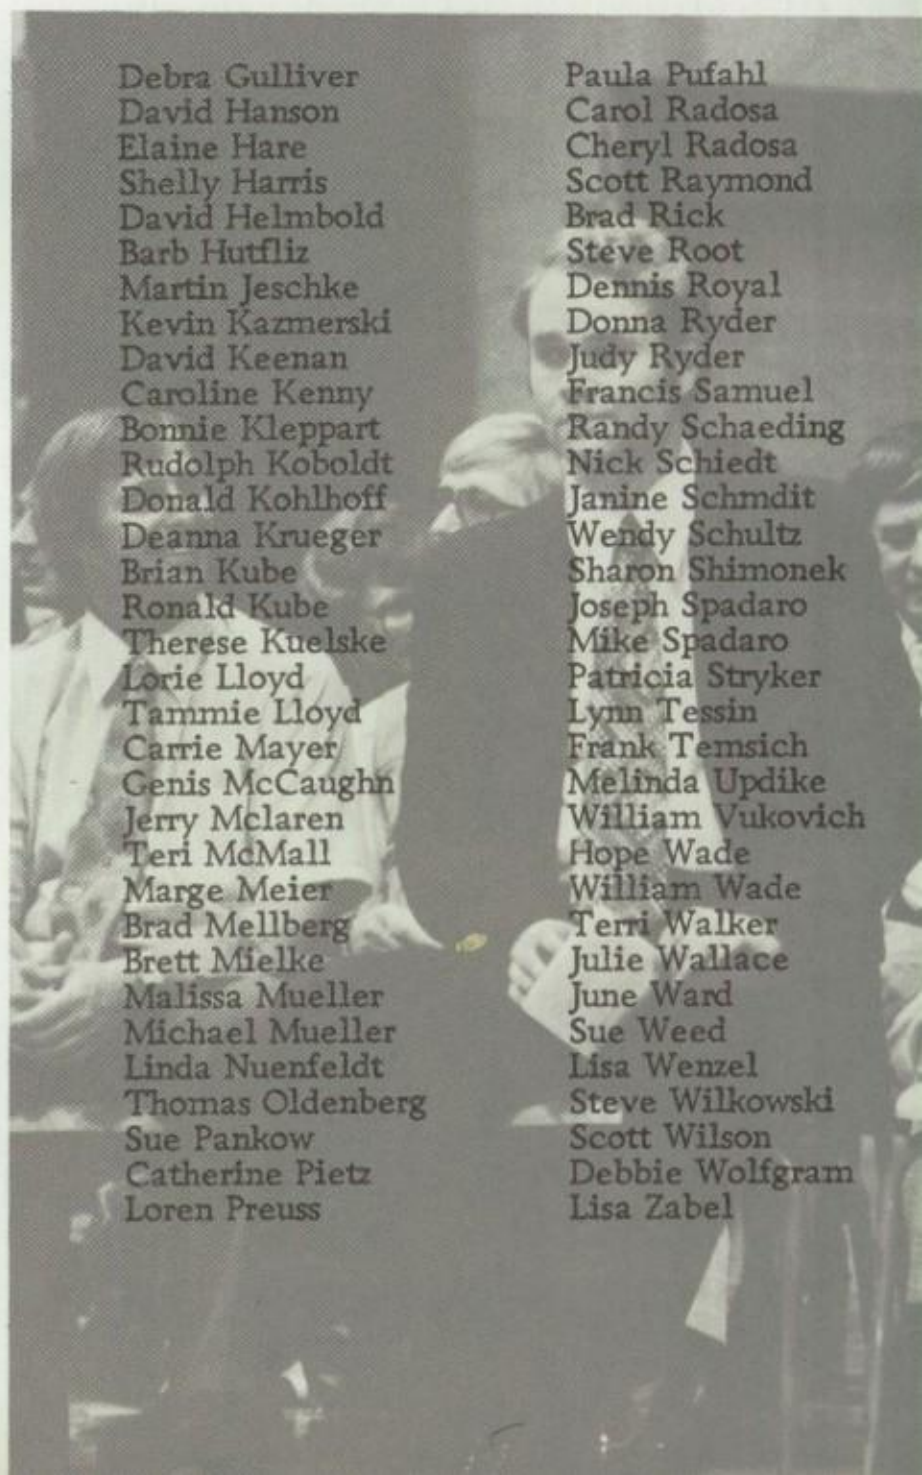 Debra Gulliver
David Hanson
Elaine Hare
Shelly Harris
David Helmbold
Barb Hutfliz
Martin Jeschke
Kevin Kazmerski
David Keenan
Caroline Kenny
Bonnie Kleppart
Rudolph Koboldt
Donald Kohlhoff
Deanna Krueger
Brian Kube
Ronald Kube
Therese Kuelske
Lorie Lloyd
Tammie Lloyd
Carrie Mayer
Genis McCaughn
Jerry Mclaren
Teri McMall
Marge Meier
Brad Mellberg
Brett Mielke
Malissa Mueller
Michael Mueller
Linda Nuenfeldt
Thomas Oldenberg
Sue Pankow
Catherine Pietz
Loren Preuss
Paula Pufahl
Carol Radosa
Cheryl Radosa
Scott Raymond
Brad Rick
Steve Root
Dennis Royal
Donna Ryder
Judy Ryder
Francis Samuel
Randy Schaeding
Nick Schiedt
Janine Schmdit
Wendy Schultz
Sharon Shimonek
Joseph Spadaro
Mike Spadaro
Patricia Stryker
Lynn Tessin
Frank Temsich
Melinda Updike
William Vukovich
Hope Wade
William Wade
Terri Walker
Julie Wallace
June Ward
Sue Weed
Lisa Wenzel
Steve Wilkowski
Scott Wilson
Debbie Wolfgram
Lisa Zabel